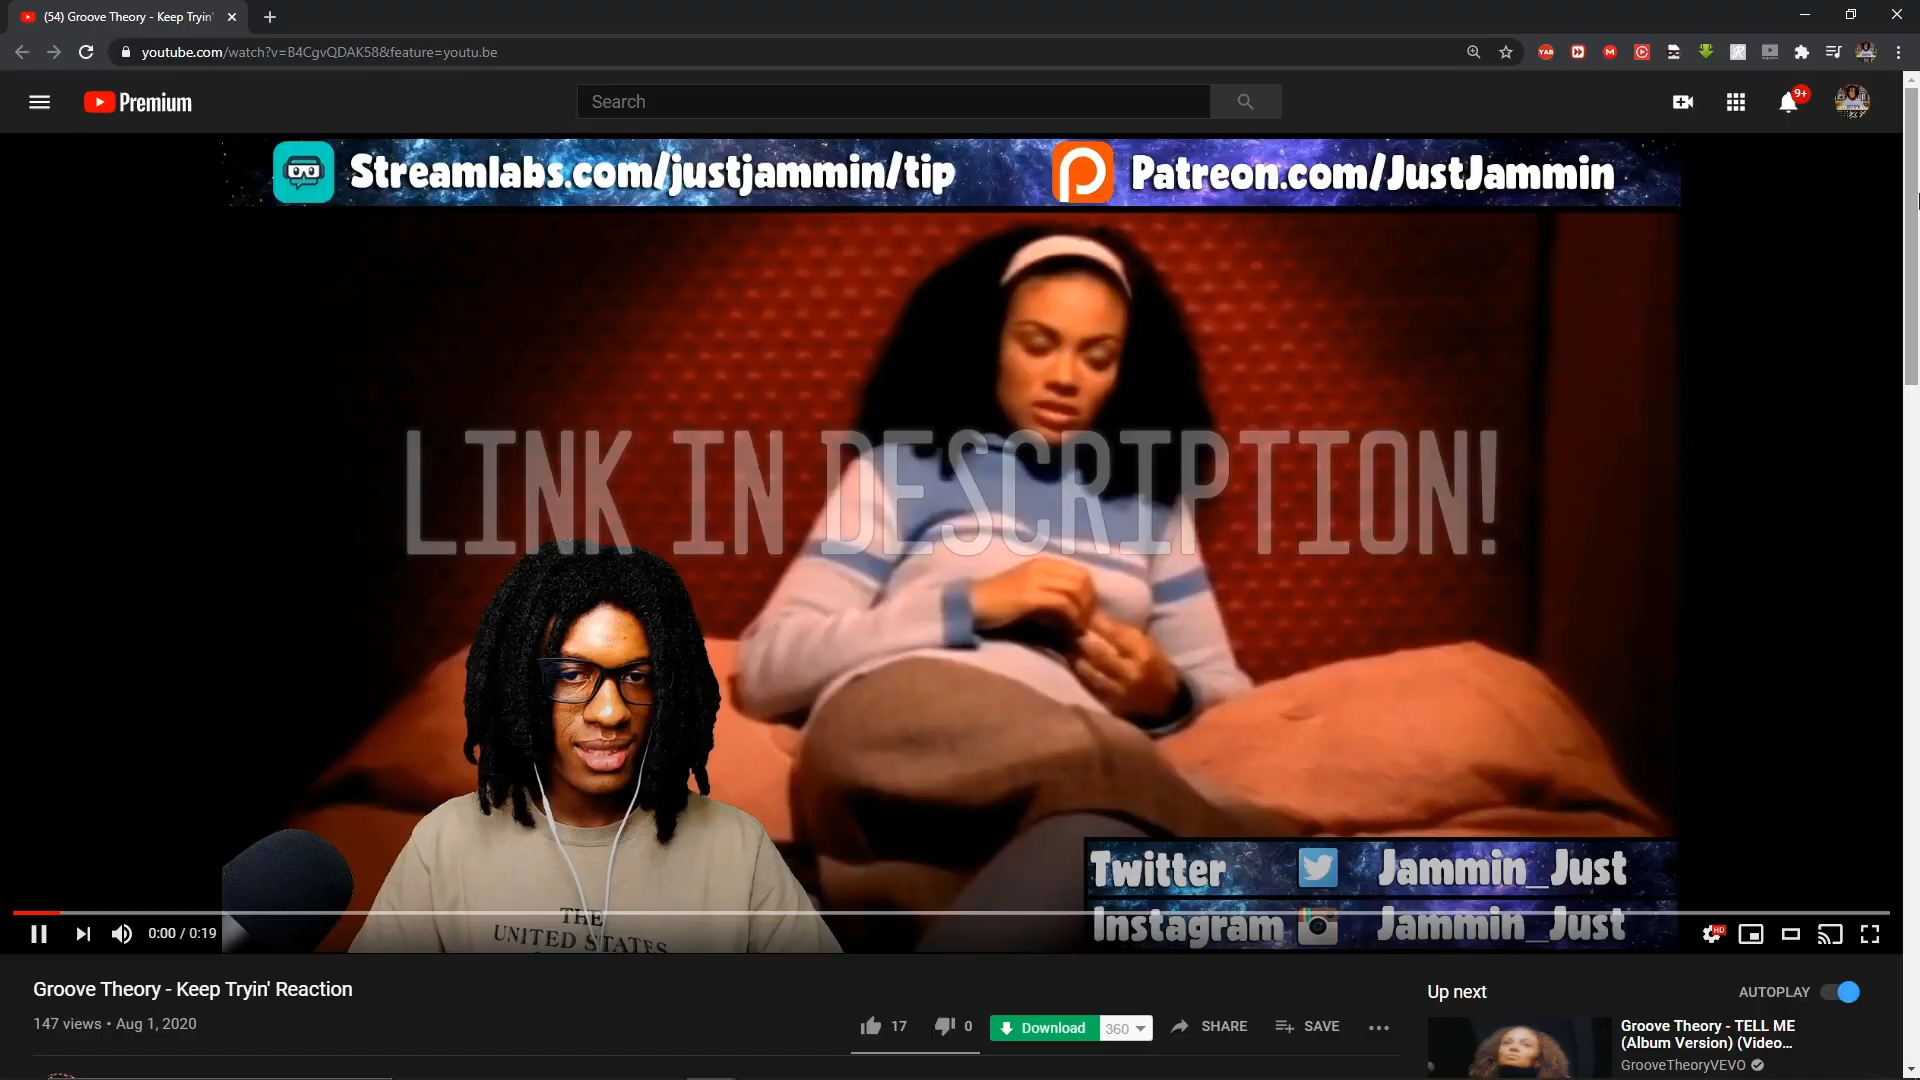 (54) Groove Theory - Keep Tryin'
youtube.com/watch?v=B4CgvQDAK58&feature=youtu.be
Premium
Search
9+
Streamlabs.com/justjammin/tip
Patreon.com/JustJammin
LINK IN DESCRIPTION!
THE
UNITED STATES
Twitter Jammin_Just
Instagram Jammin_Just
0:00 / 0:19
HD
Groove Theory - Keep Tryin' Reaction
147 views • Aug 1, 2020
17
0
Download
360
SHARE
SAVE
Up next
AUTOPLAY
Groove Theory - TELL ME
(Album Version) (Video...
GrooveTheoryVEVO